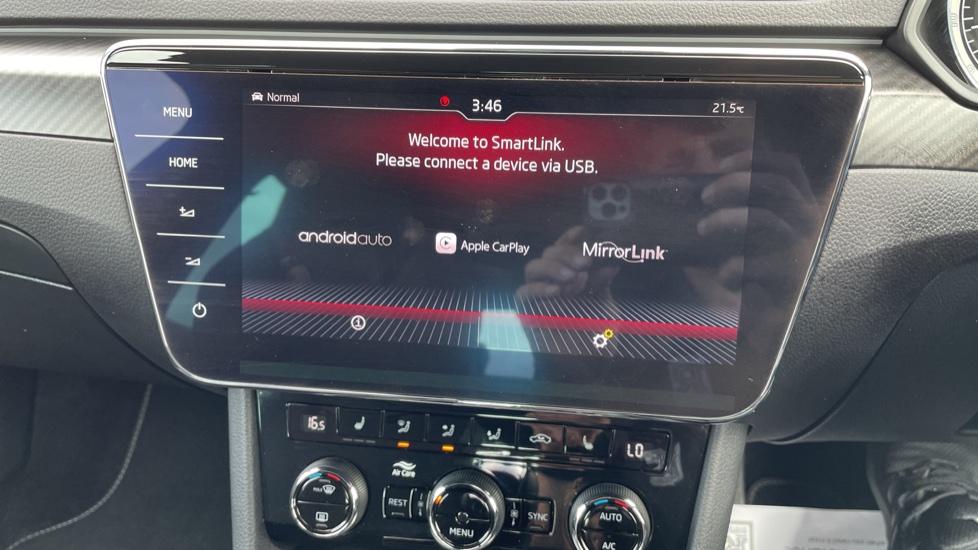 Normal 3:46 21.5°C
MENU
Welcome to SmartLink.
Please connect a device via USB.
HOME
androidauto Apple CarPlay MirrorLink
16.5 LO
Air Care
MAX REST MENU SYNC AUTO
A/C